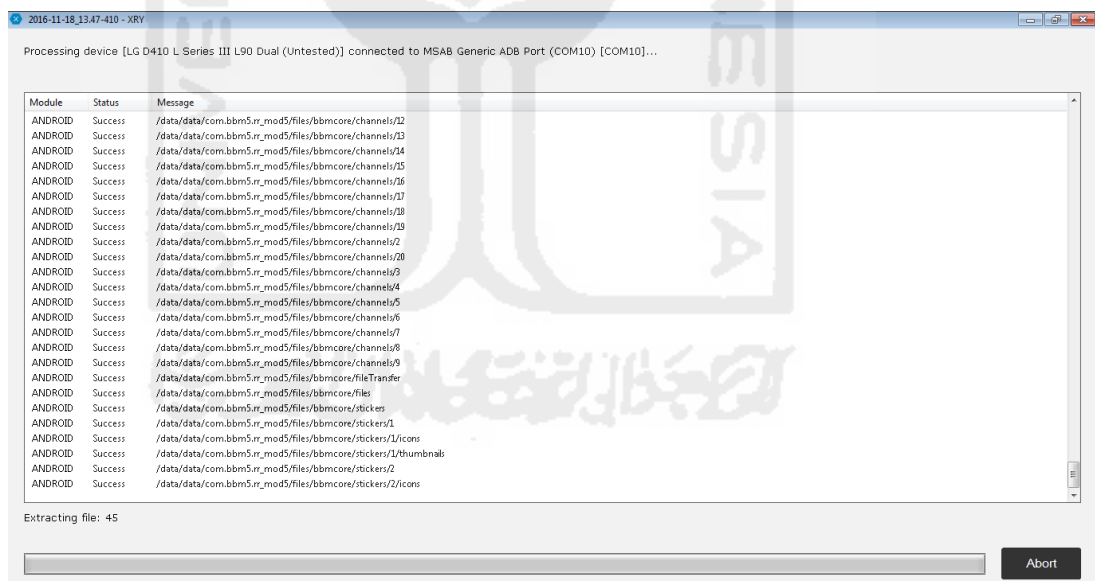 2016-11-18_13.47-410 - XRY
Processing device [LG D410 L Series III L90 Dual (Untested)] connected to MSAB Generic ADB Port (COM10) [COM10]...
Module Status Message
ANDROID Success /data/data/com.bbm5.rr_mod5/files/bbmcore/channels/12
ANDROID Success /data/data/com.bbm5.rr_mod5/files/bbmcore/channels/13
ANDROID Success /data/data/com.bbm5.rr_mod5/files/bbmcore/channels/14
ANDROID Success /data/data/com.bbm5.rr_mod5/files/bbmcore/channels/15
ANDROID Success /data/data/com.bbm5.rr_mod5/files/bbmcore/channels/16
ANDROID Success /data/data/com.bbm5.rr_mod5/files/bbmcore/channels/17
ANDROID Success /data/data/com.bbm5.rr_mod5/files/bbmcore/channels/18
ANDROID Success /data/data/com.bbm5.rr_mod5/files/bbmcore/channels/19
ANDROID Success /data/data/com.bbm5.rr_mod5/files/bbmcore/channels/2
ANDROID Success /data/data/com.bbm5.rr_mod5/files/bbmcore/channels/20
ANDROID Success /data/data/com.bbm5.rr_mod5/files/bbmcore/channels/3
ANDROID Success /data/data/com.bbm5.rr_mod5/files/bbmcore/channels/4
ANDROID Success /data/data/com.bbm5.rr_mod5/files/bbmcore/channels/5
ANDROID Success /data/data/com.bbm5.rr_mod5/files/bbmcore/channels/6
ANDROID Success /data/data/com.bbm5.rr_mod5/files/bbmcore/channels/7
ANDROID Success /data/data/com.bbm5.rr_mod5/files/bbmcore/channels/8
ANDROID Success /data/data/com.bbm5.rr_mod5/files/bbmcore/channels/9
ANDROID Success /data/data/com.bbm5.rr_mod5/files/bbmcore/fileTransfer
ANDROID Success /data/data/com.bbm5.rr_mod5/files/bbmcore/files
ANDROID Success /data/data/com.bbm5.rr_mod5/files/bbmcore/stickers
ANDROID Success /data/data/com.bbm5.rr_mod5/files/bbmcore/stickers/1
ANDROID Success /data/data/com.bbm5.rr_mod5/files/bbmcore/stickers/1/icons
ANDROID Success /data/data/com.bbm5.rr_mod5/files/bbmcore/stickers/1/thumbnails
ANDROID Success /data/data/com.bbm5.rr_mod5/files/bbmcore/stickers/2
ANDROID Success /data/data/com.bbm5.rr_mod5/files/bbmcore/stickers/2/icons
Extracting file: 45
Abort